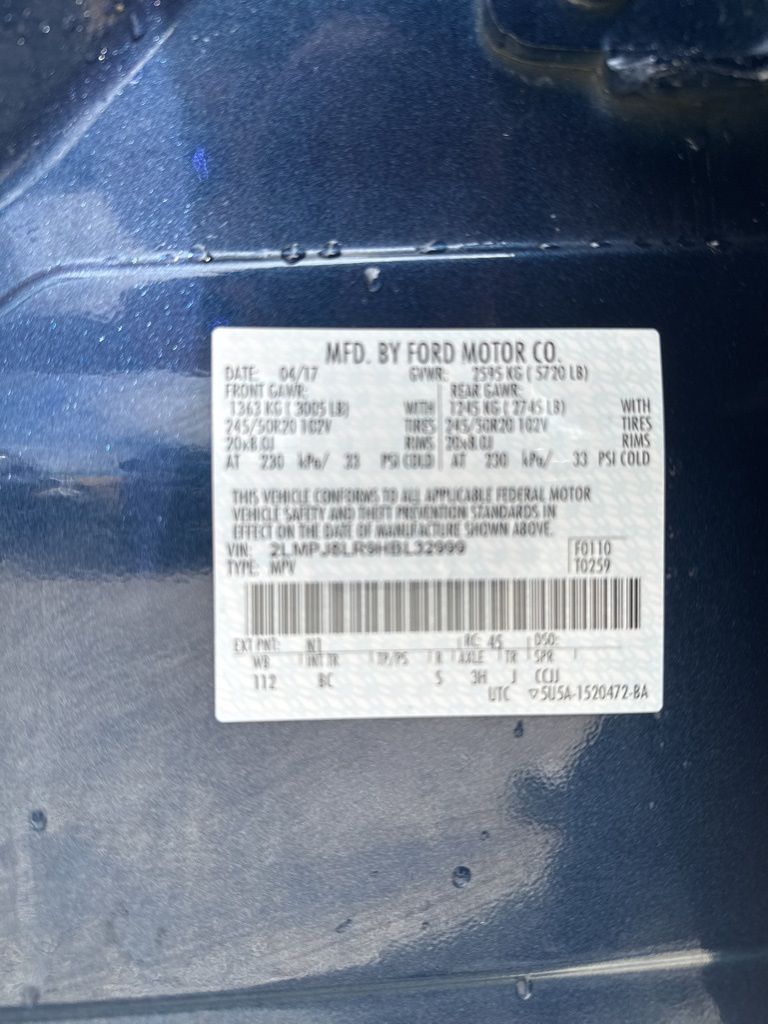 MFD. BY FORD MOTOR CO.
DATE: 04/17 GVWR: 2595 KG ( 5720 LB)
FRONT GAWR: REAR GAWR:
1363 KG ( 3005 LB) WITH 1245 KG ( 2745 LB) WITH
245/50R20 102V TIRES 245/50R20 102V TIRES
20x8.0J RIMS 20x8.0J RIMS
AT 230 kPa/ 33 PSI COLD AT 230 kPa/ 33 PSI COLD
THIS VEHICLE CONFORMS TO ALL APPLICABLE FEDERAL MOTOR
VEHICLE SAFETY AND THEFT PREVENTION STANDARDS IN
EFFECT ON THE DATE OF MANUFACTURE SHOWN ABOVE.
VIN: 2LMPJ8LR9HBL32999 F0110
TYPE: MPV T0259
EXT PNT: N1 RC: 45 DSO:
WB INT TR TP/PS R AXLE TR SPR
112 BC 5 3H J CCJJ
UTC ▽5U5A-1520472-BA